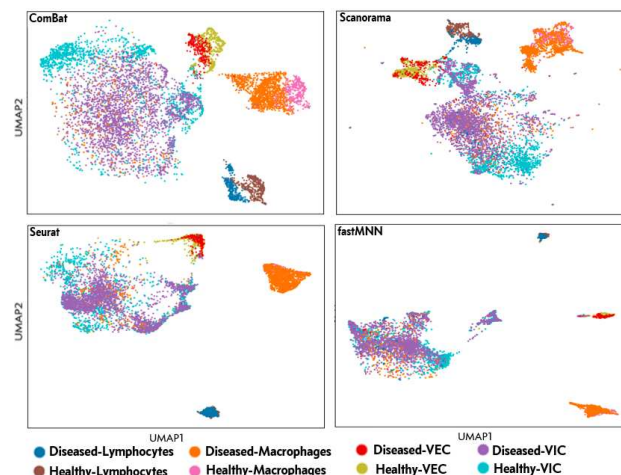 ComBat
Scanorama
UMAP2
Seurat
fastMNN
UMAP2
UMAP1
UMAP1
Diseased-Lymphocytes
Diseased-Macrophages
Diseased-VEC
Diseased-VIC
Healthy-Lymphocytes
Healthy-Macrophages
Healthy-VEC
Healthy-VIC